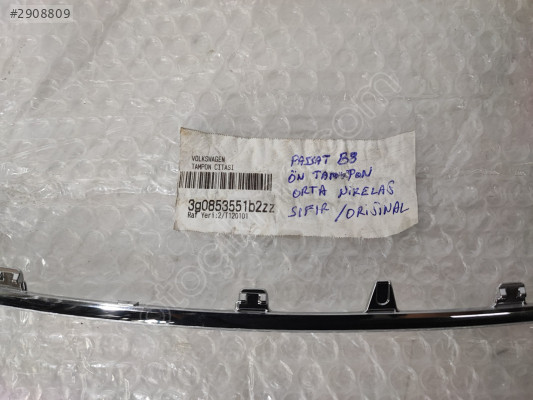 #2908809
VOLKSWAGEN
TAMPON CITASI
3g0853551b2zz
Raf Yeri:2/T120101
PASSAT B8
ÖN TAMPON
ORTA NİKELAJ
SIFIR / ORİJİNAL